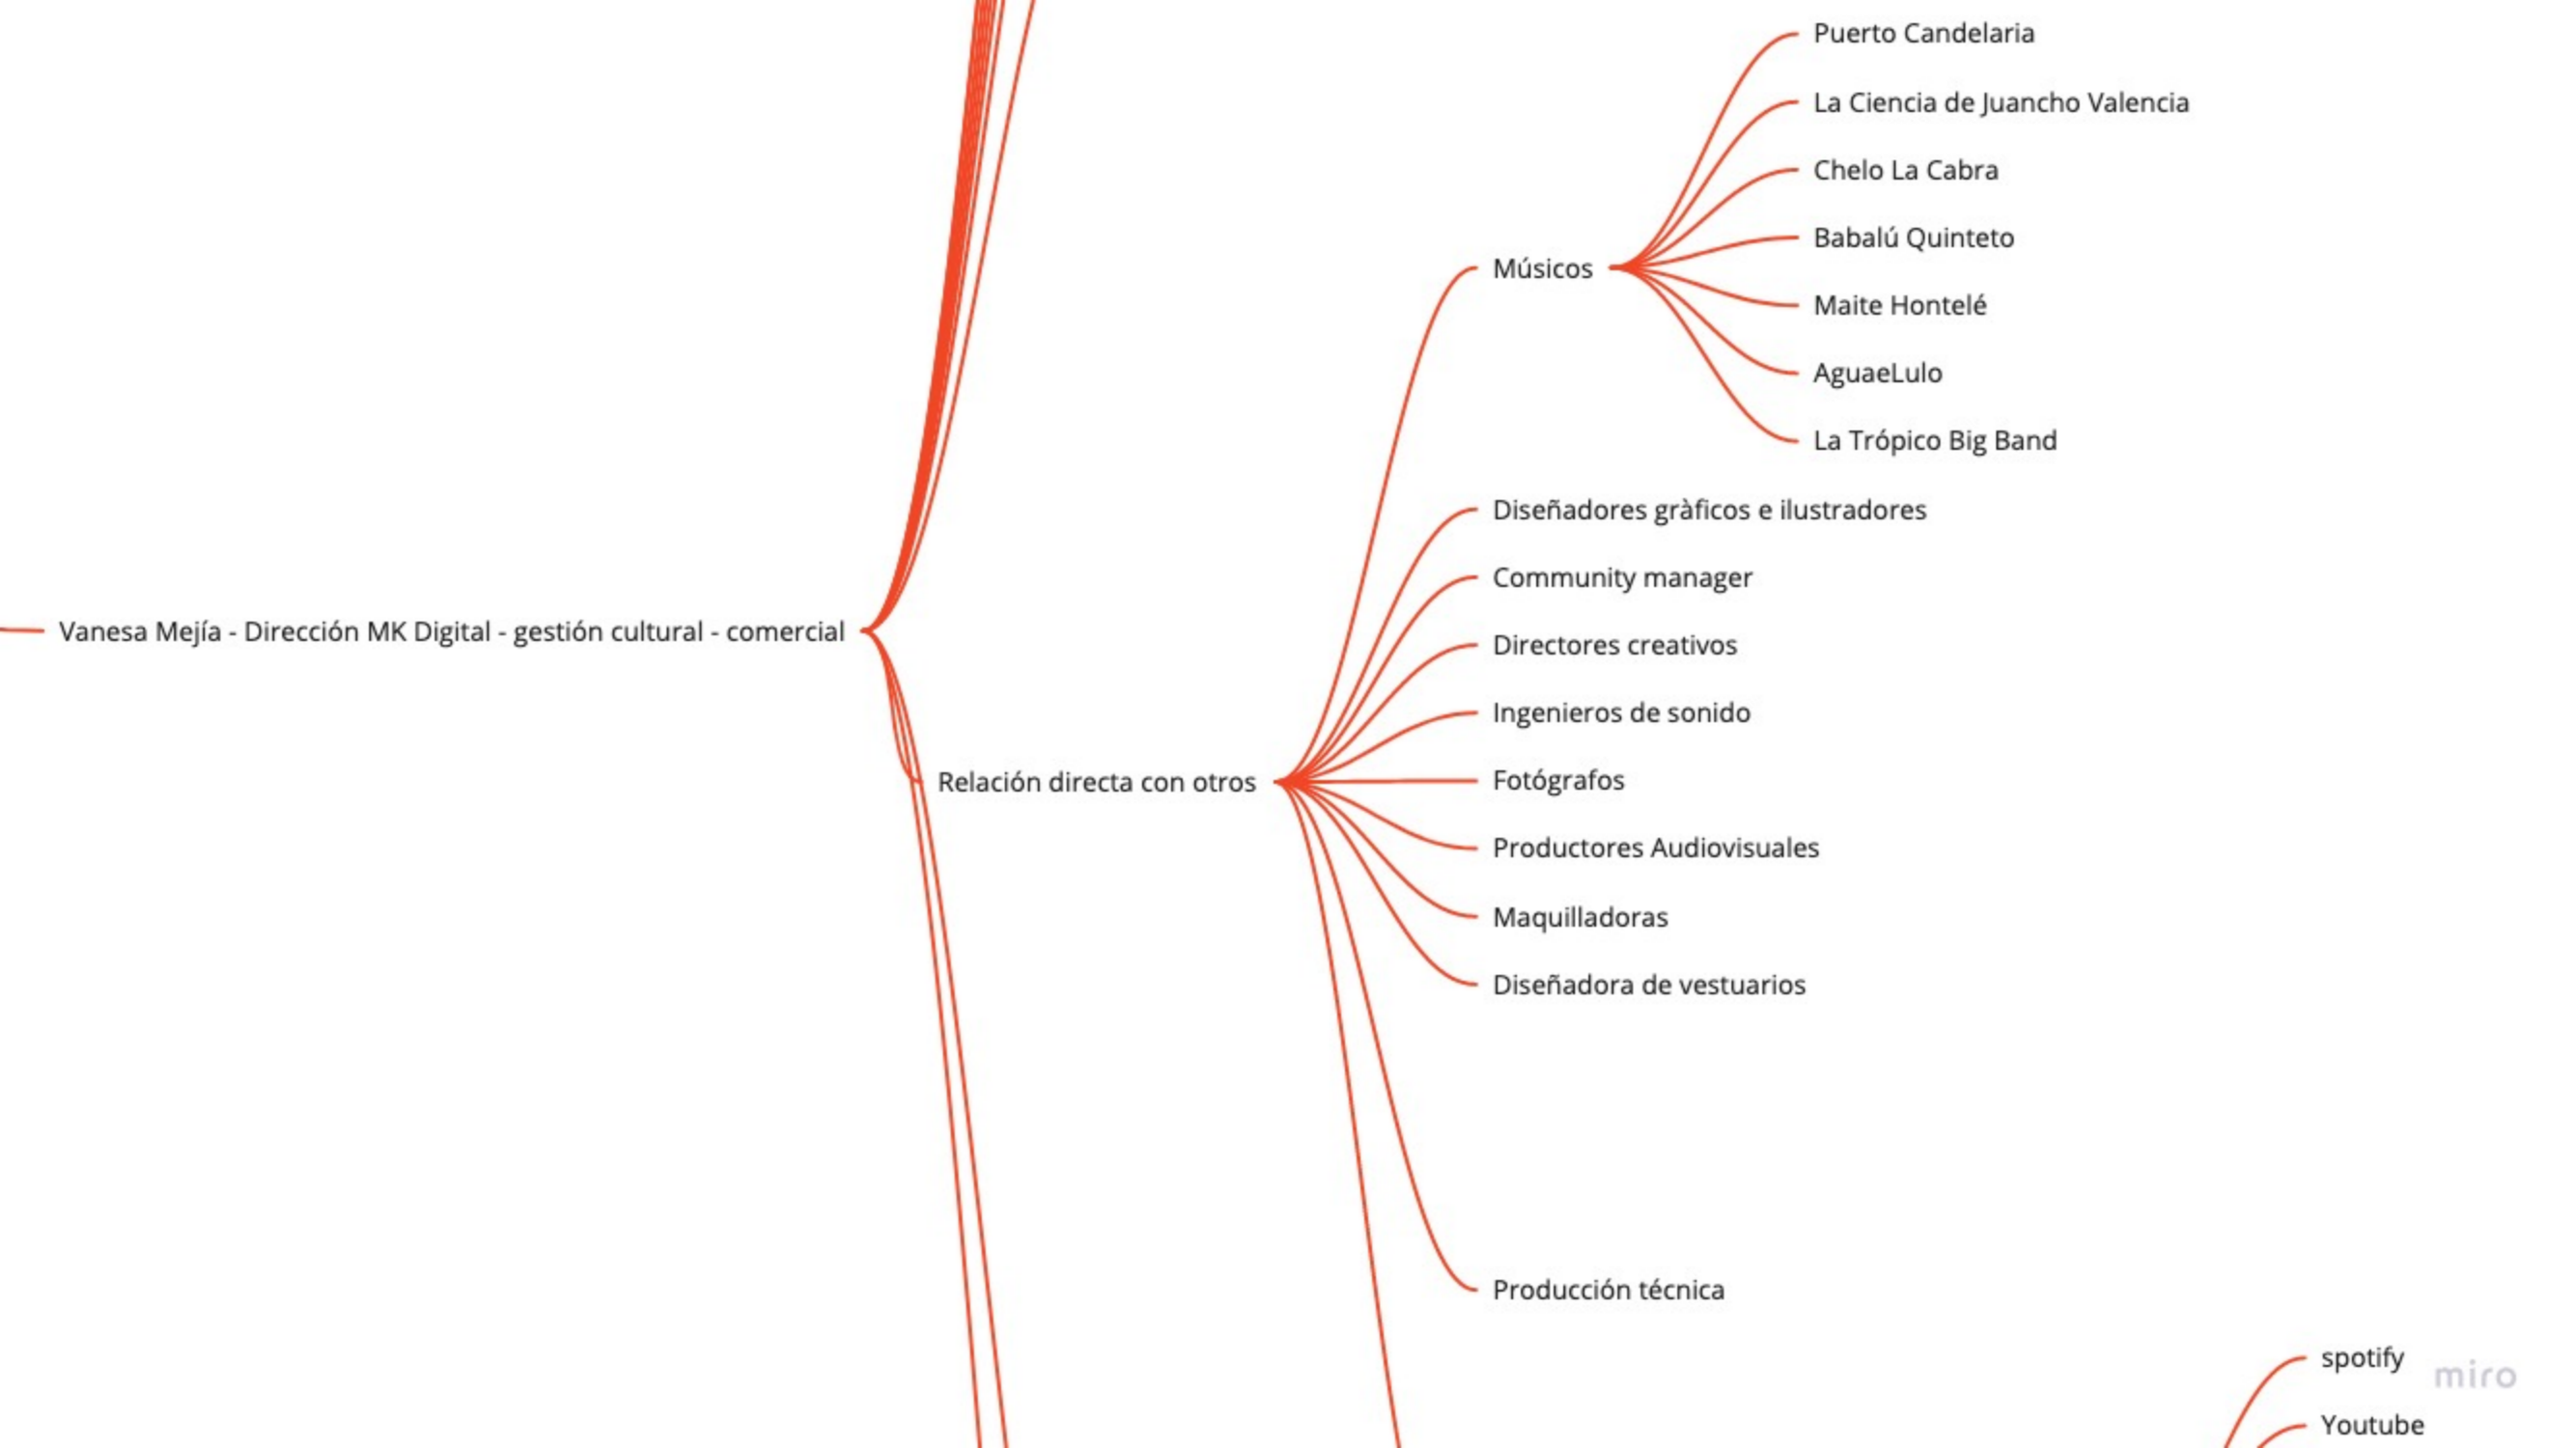 Puerto Candelaria
La Ciencia de Juancho Valencia
Chelo La Cabra
Babalú Quinteto
Músicos
Maite Hontelé
AguaeLulo
La Trópico Big Band
Diseñadores gràficos e ilustradores
Community manager
Vanesa Mejía - Dirección MK Digital - gestión cultural - comercial
Directores creativos
Ingenieros de sonido
Relación directa con otros
Fotógrafos
Productores Audiovisuales
Maquilladoras
Diseñadora de vestuarios
Producción técnica
spotify
miro
Youtube